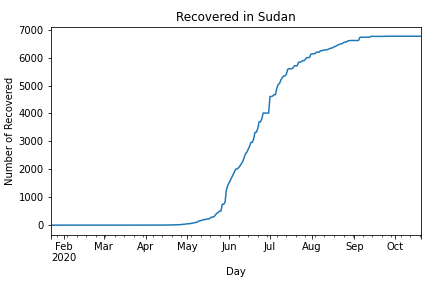 Recovered in Sudan
Number of Recovered
7000
6000
5000
4000
3000
2000
1000
0
Feb Mar Apr May Jun Jul Aug Sep Oct
2020
Day